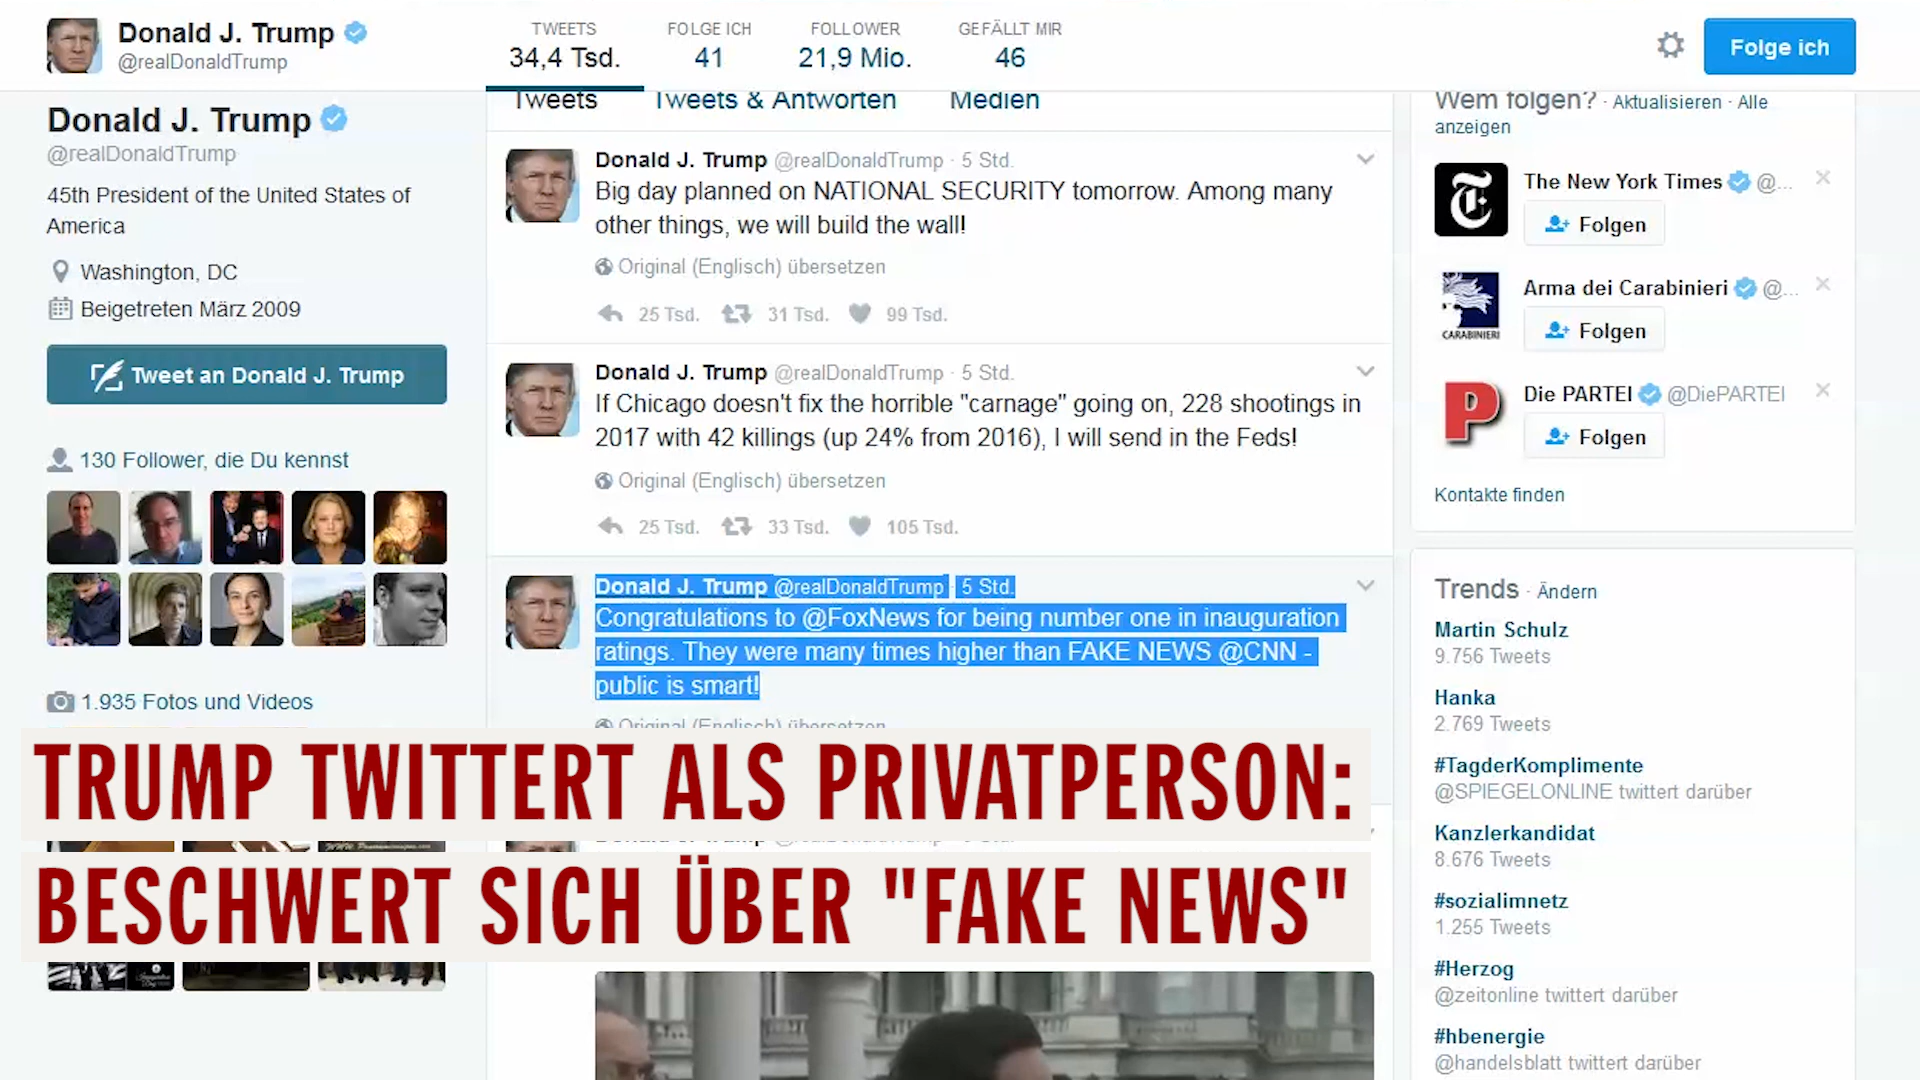 Donald J. Trump
@realDonaldTrump
TWEETS
34,4 Tsd.
FOLGE ICH
41
FOLLOWER
21,9 Mio.
GEFÄLLT MIR
46
Folge ich
Donald J. Trump
@realDonaldTrump
45th President of the United States of
America
Washington, DC
Beigetreten März 2009
Tweet an Donald J. Trump
130 Follower, die Du kennst
1.935 Fotos und Videos
Tweets Tweets & Antworten Medien
Donald J. Trump @realDonaldTrump · 5 Std.
Big day planned on NATIONAL SECURITY tomorrow. Among many
other things, we will build the wall!
Original (Englisch) übersetzen
25 Tsd. 31 Tsd. 99 Tsd.
Donald J. Trump @realDonaldTrump · 5 Std.
If Chicago doesn't fix the horrible "carnage" going on, 228 shootings in
2017 with 42 killings (up 24% from 2016), I will send in the Feds!
Original (Englisch) übersetzen
25 Tsd. 33 Tsd. 105 Tsd.
Donald J. Trump @realDonaldTrump · 5 Std.
Congratulations to @FoxNews for being number one in inauguration
ratings. They were many times higher than FAKE NEWS @CNN -
public is smart!
Original (Englisch) übersetzen
TRUMP TWITTERT ALS PRIVATPERSON:
BESCHWERT SICH ÜBER "FAKE NEWS"
Wem folgen? · Aktualisieren · Alle
anzeigen
The New York Times @...
Folgen
Arma dei Carabinieri @...
CARABINIERI
Folgen
Die PARTEI @DiePARTEI
P
Folgen
Kontakte finden
Trends · Ändern
Martin Schulz
9.756 Tweets
Hanka
2.769 Tweets
#TagderKomplimente
@SPIEGELONLINE twittert darüber
Kanzlerkandidat
8.676 Tweets
#sozialimnetz
1.255 Tweets
#Herzog
@zeitonline twittert darüber
#hbenergie
@handelsblatt twittert darüber